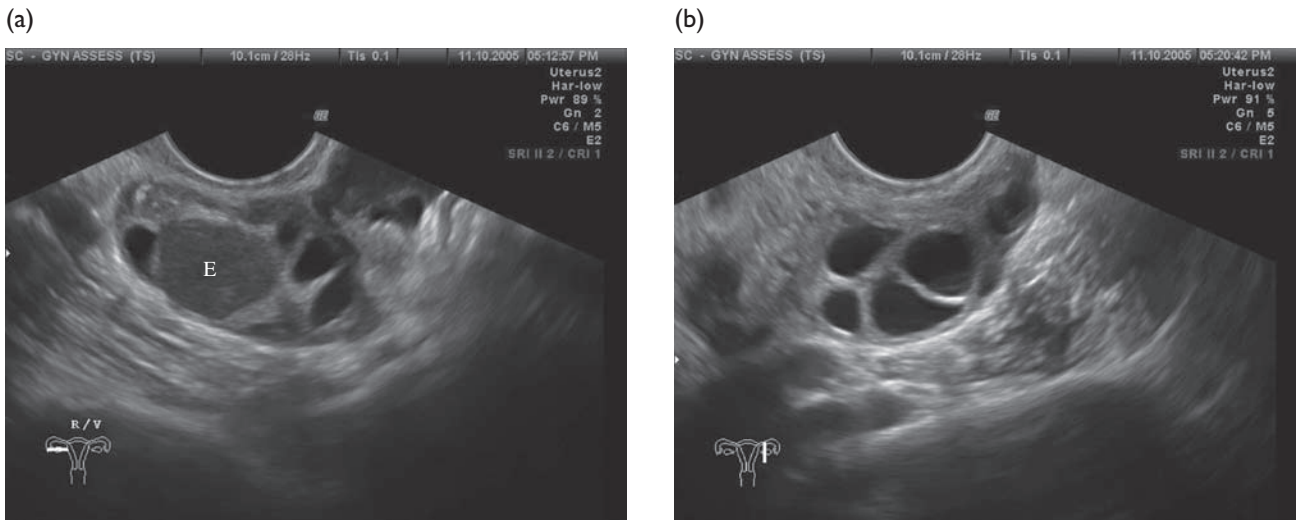 (a)
SC - GYN ASSESS (TS) 10.1cm / 28Hz TIs 0.1 11.10.2005 05:12:57 PM
Uterus2
Har-low
Pwr 89 %
Gn 2
C6 / M5
E2
SRI II 2 / CRI 1
GE
E
R / V
(b)
SC - GYN ASSESS (TS) 10.1cm / 28Hz TIs 0.1 11.10.2005 05:20:42 PM
Uterus2
Har-low
Pwr 91 %
Gn 5
C6 / M5
E2
SRI II 2 / CRI 1
GE